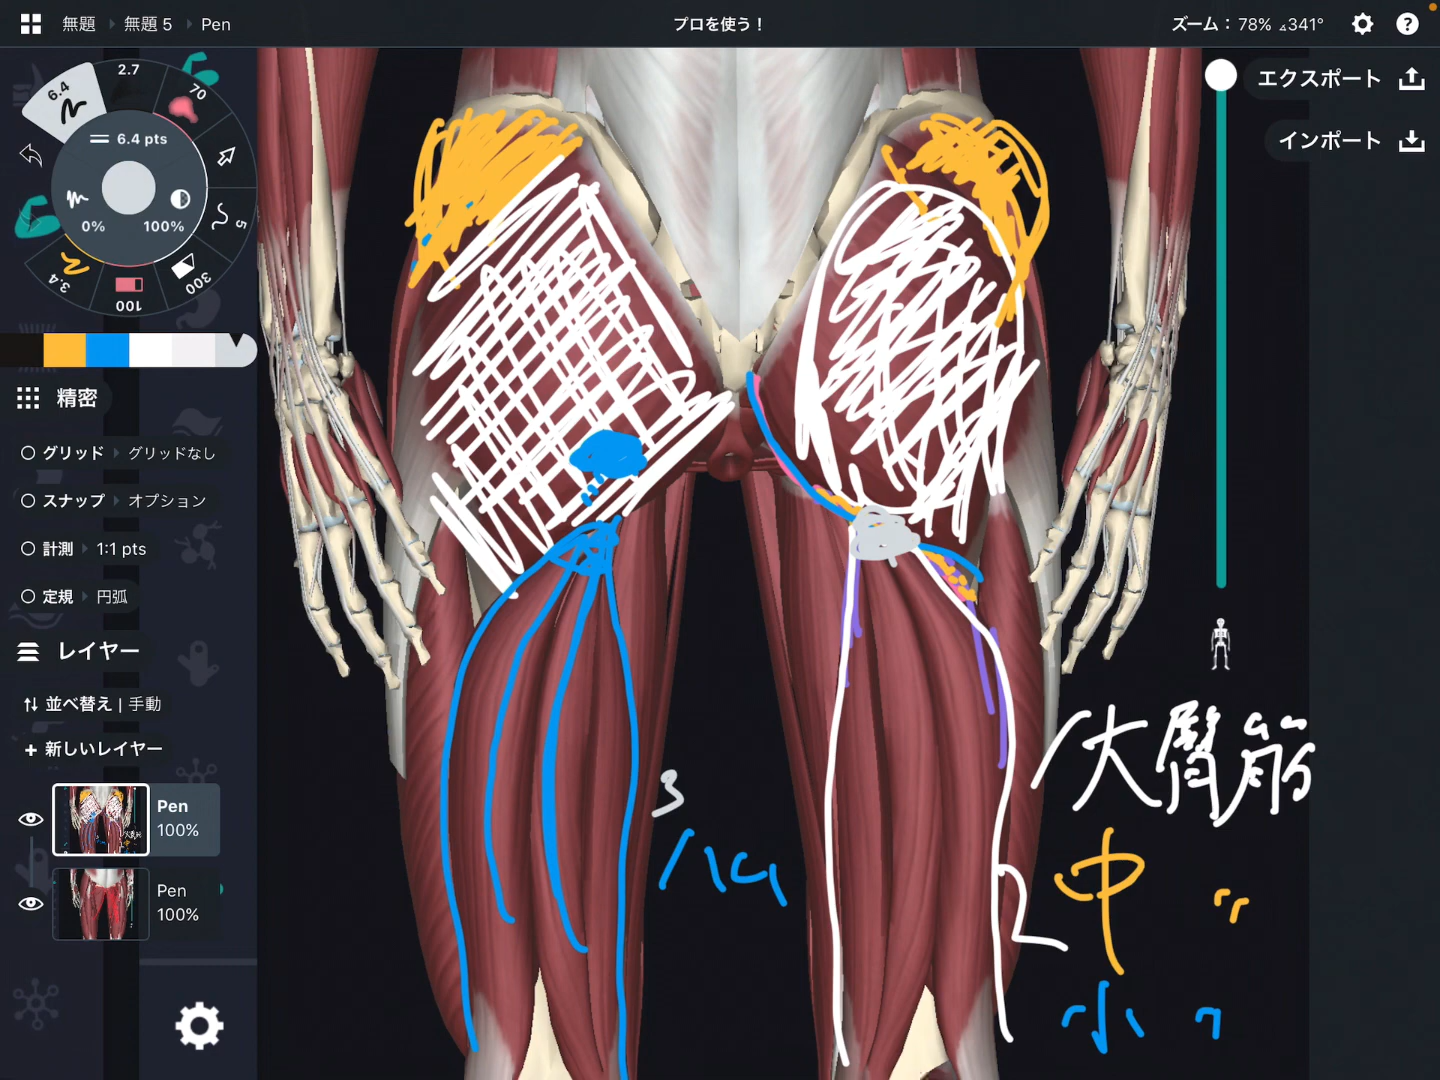 無題 無題 5 Pen
プロを使う!
ズーム： 78% ⊿341°
エクスポート
インポート
6.4
2.7
70
5
300
100
3.4
6.4 pts
0% 100%
精密
グリッド グリッドなし
スナップ オプション
計測 1:1 pts
定規 円弧
レイヤー
並べ替え | 手動
新しいレイヤー
Pen
100%
Pen
100%
大臀筋
中 〃
小 〃
ハム